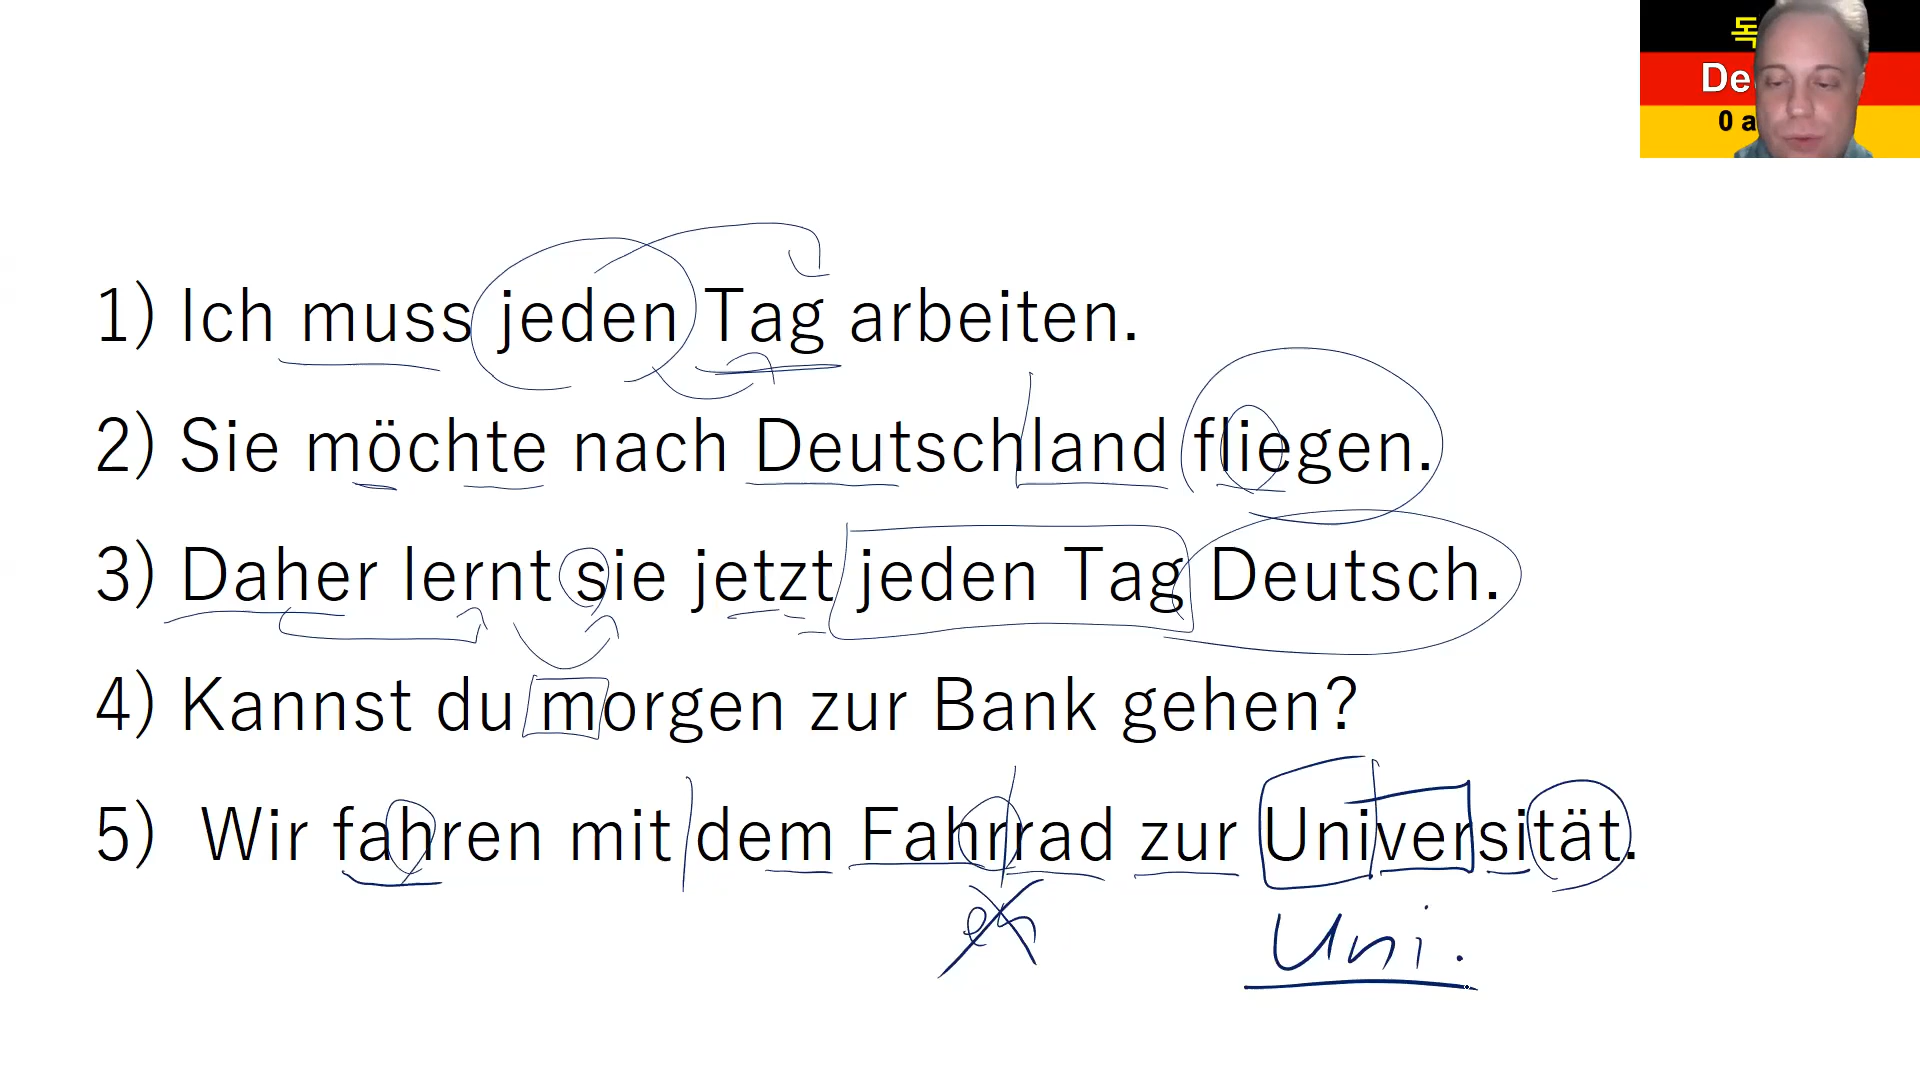 독
De
0 a
1) Ich muss jeden Tag arbeiten.
2) Sie möchte nach Deutschland fliegen.
3) Daher lernt sie jetzt jeden Tag Deutsch.
4) Kannst du morgen zur Bank gehen?
5) Wir fahren mit dem Fahrrad zur Universität.
en
Uni.